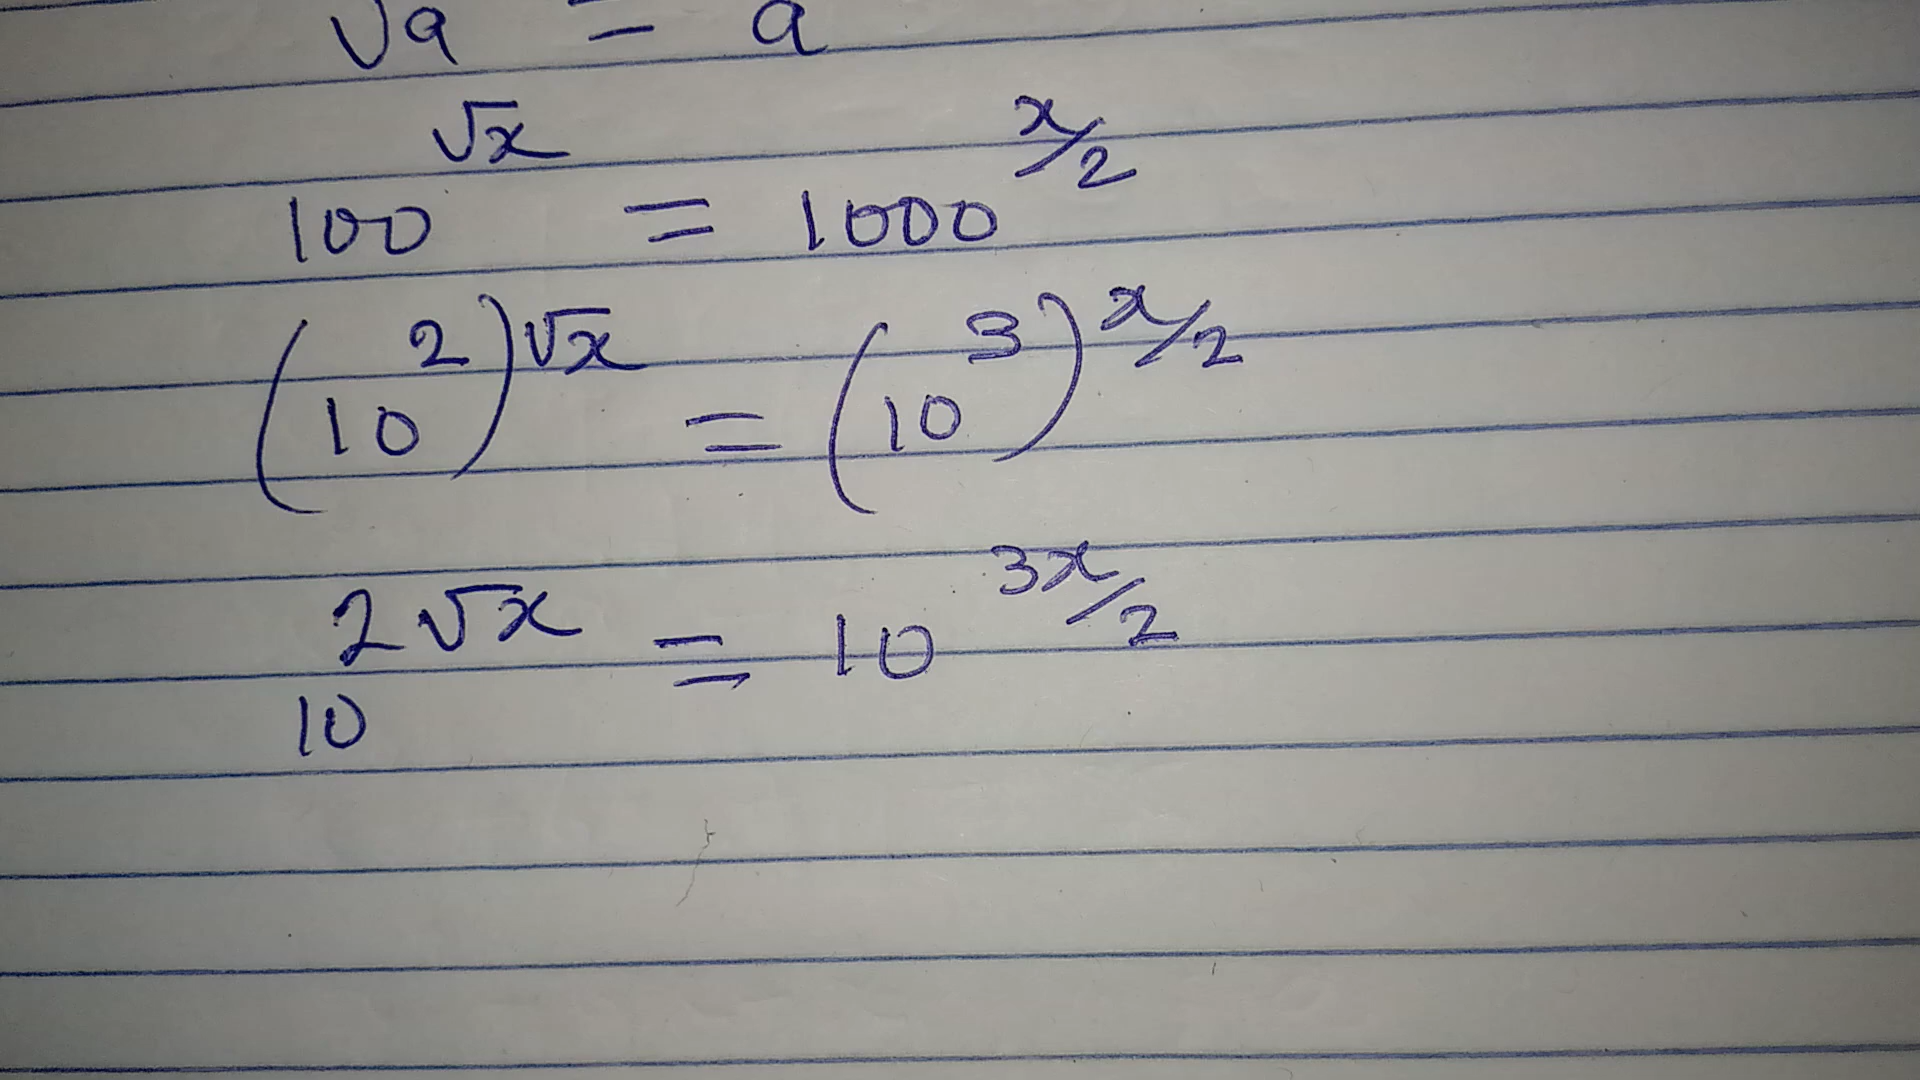 √a = a
100^√x = 1000^x/2
(10^2)^√x = (10^3)^x/2
10^2√x = 10^3x/2